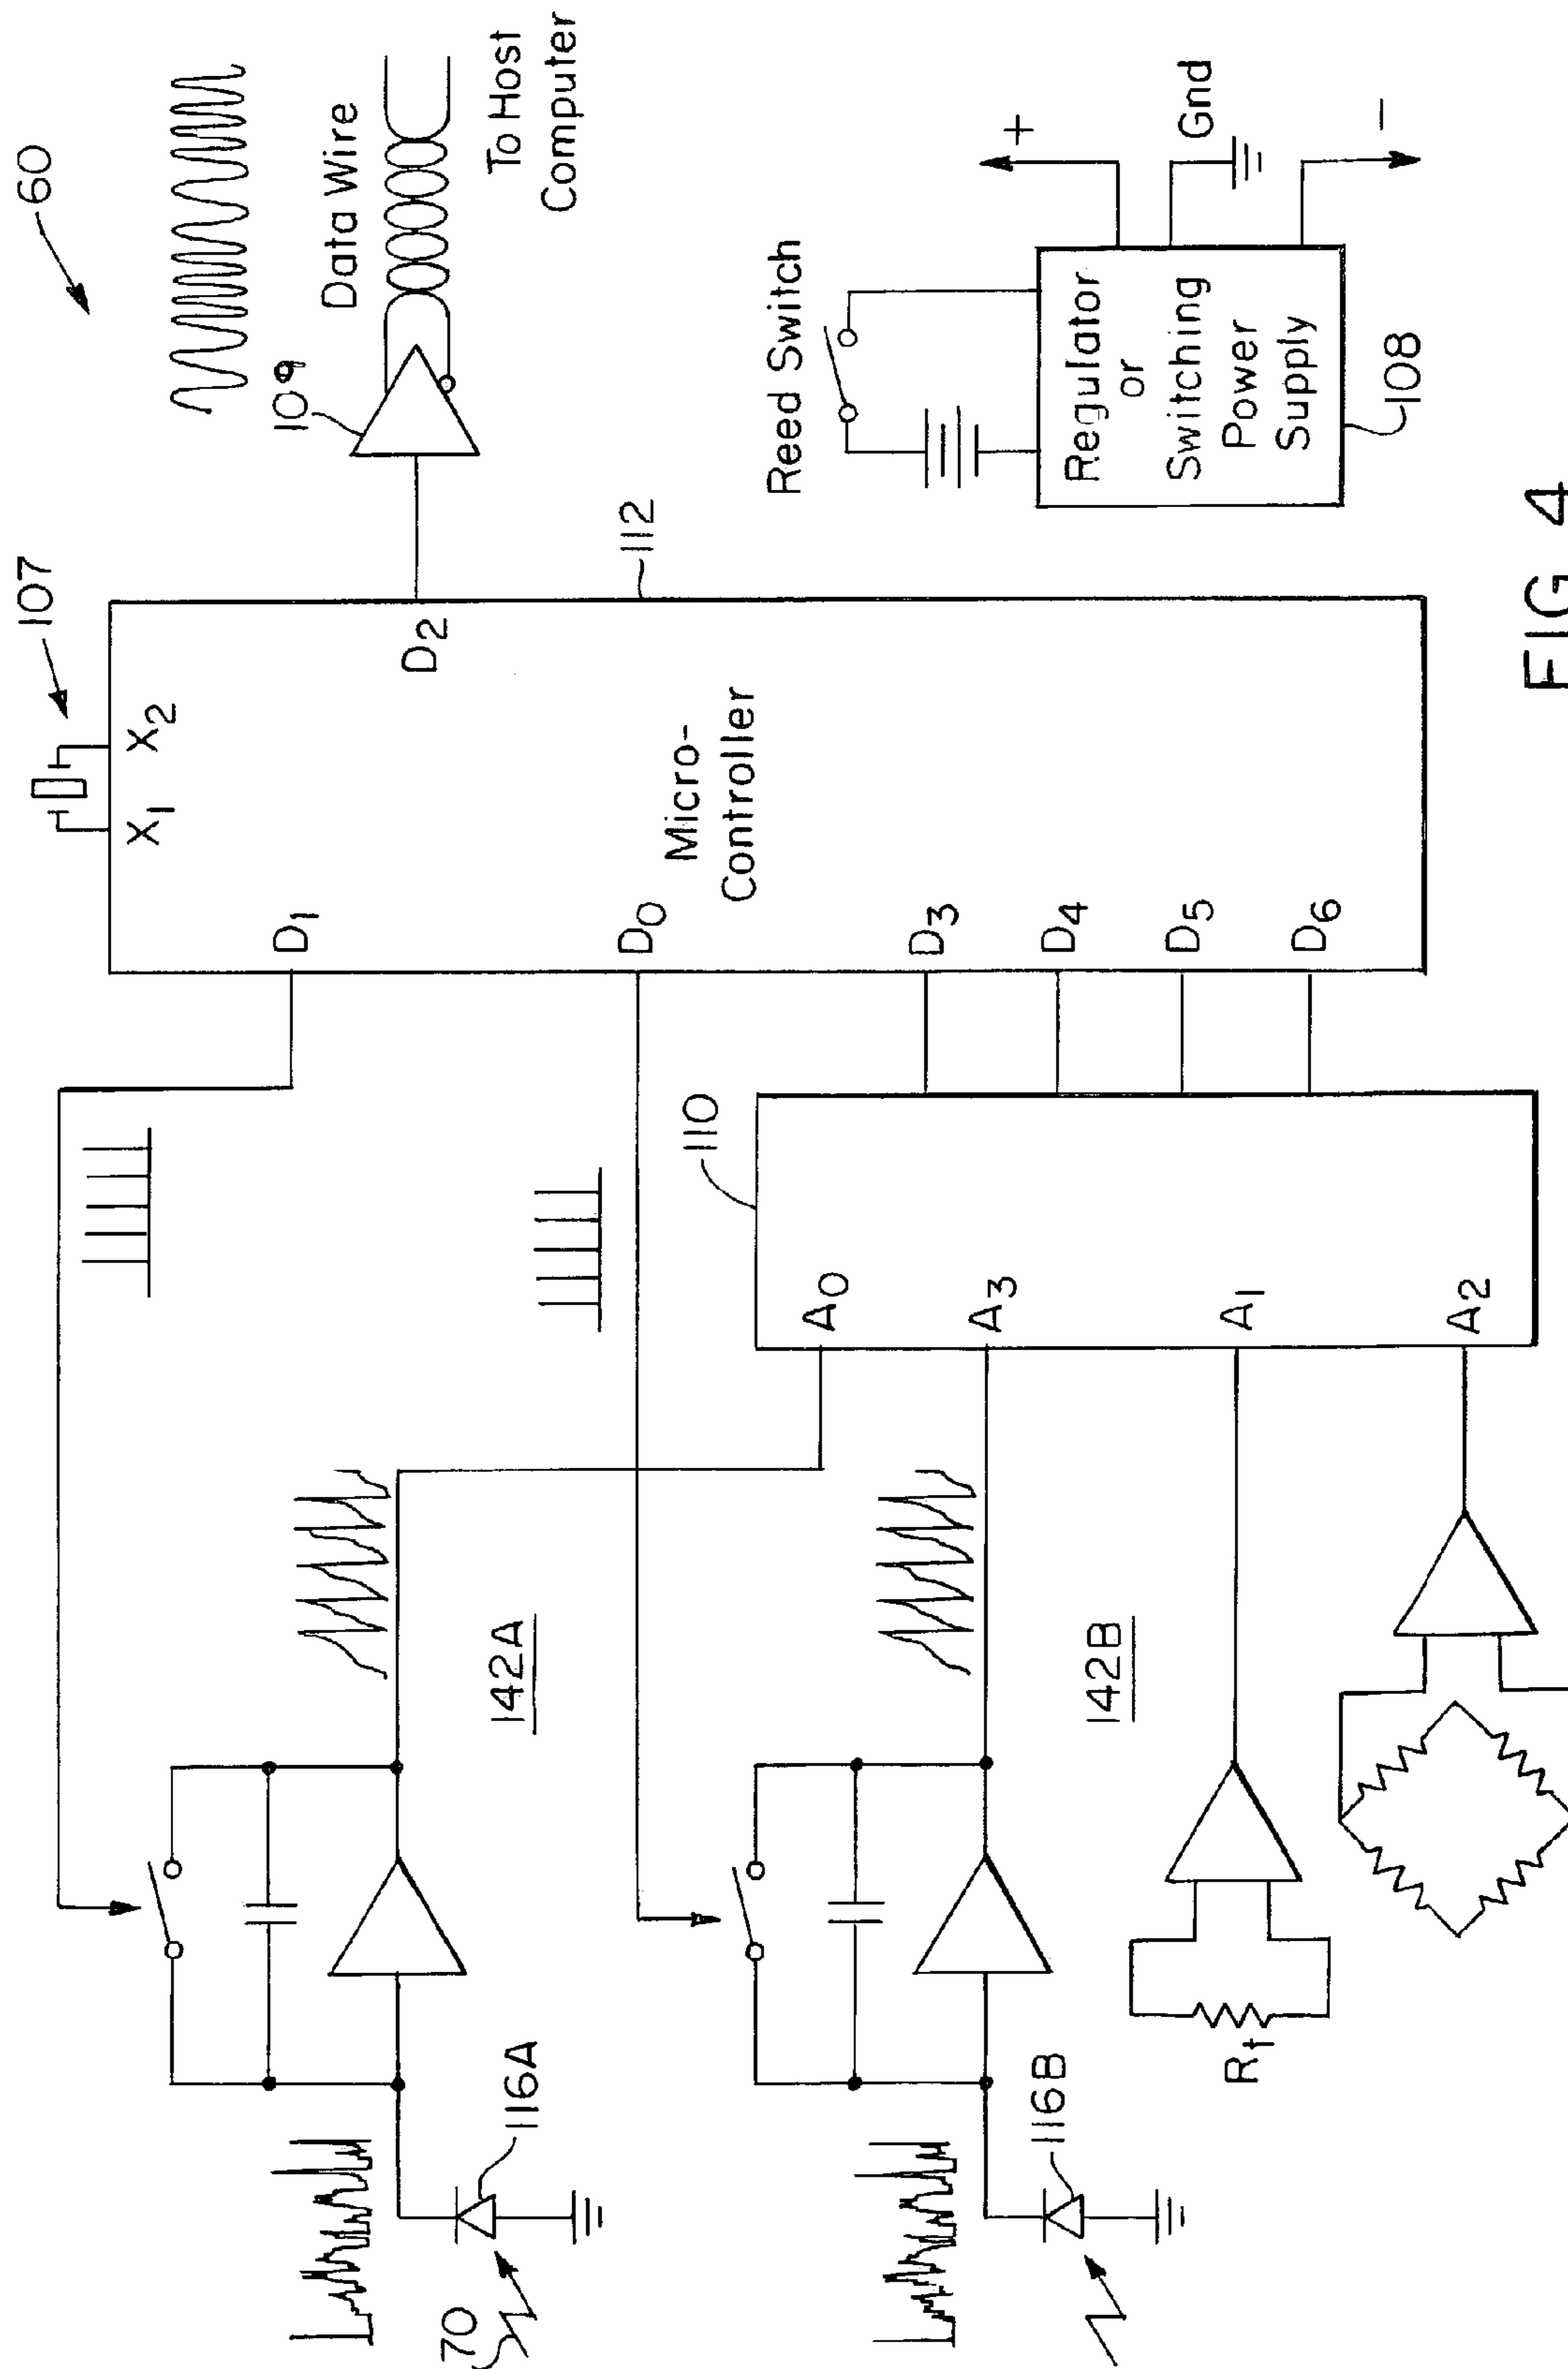 60
107
X1
X2
109
Data Wire
To Host
Computer
D1
D2
D0
Micro-
Controller
112
D3
D4
D5
D6
110
A0
A3
A1
A2
142A
142B
70
116A
116B
Rt
Reed Switch
Regulator
or
Switching
Power
Supply
108
+
Gnd
−
FIG 4